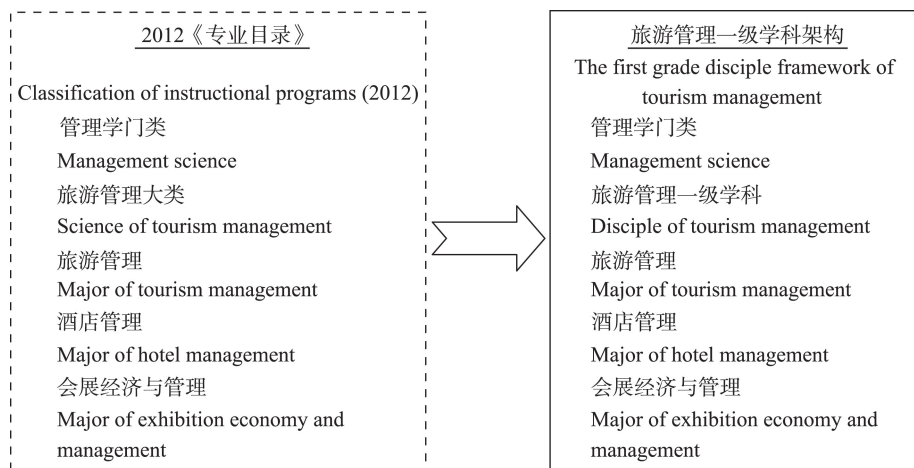 2012《专业目录》
Classification of instructional programs (2012)
管理学门类
Management science
旅游管理大类
Science of tourism management
旅游管理
Major of tourism management
酒店管理
Major of hotel management
会展经济与管理
Major of exhibition economy and
management
旅游管理一级学科架构
The first grade disciple framework of
tourism management
管理学门类
Management science
旅游管理一级学科
Disciple of tourism management
旅游管理
Major of tourism management
酒店管理
Major of hotel management
会展经济与管理
Major of exhibition economy and
management